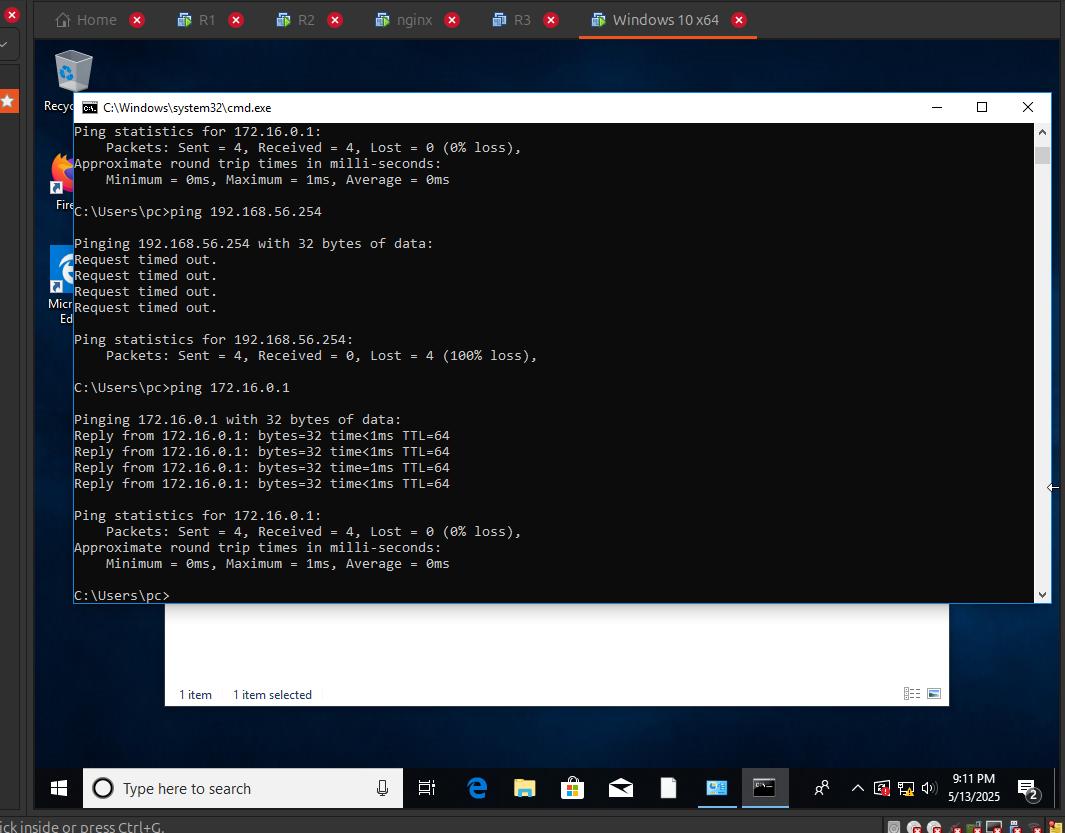 Home
R1
R2
nginx
R3
Windows 10 x64
Recyc
C:\Windows\system32\cmd.exe
Ping statistics for 172.16.0.1:
Packets: Sent = 4, Received = 4, Lost = 0 (0% loss),
Approximate round trip times in milli-seconds:
Minimum = 0ms, Maximum = 1ms, Average = 0ms
Fire
C:\Users\pc>ping 192.168.56.254
Pinging 192.168.56.254 with 32 bytes of data:
Request timed out.
Request timed out.
Request timed out.
Request timed out.
Micr
Ed
Ping statistics for 192.168.56.254:
Packets: Sent = 4, Received = 0, Lost = 4 (100% loss),
C:\Users\pc>ping 172.16.0.1
Pinging 172.16.0.1 with 32 bytes of data:
Reply from 172.16.0.1: bytes=32 time<1ms TTL=64
Reply from 172.16.0.1: bytes=32 time<1ms TTL=64
Reply from 172.16.0.1: bytes=32 time=1ms TTL=64
Reply from 172.16.0.1: bytes=32 time<1ms TTL=64
Ping statistics for 172.16.0.1:
Packets: Sent = 4, Received = 4, Lost = 0 (0% loss),
Approximate round trip times in milli-seconds:
Minimum = 0ms, Maximum = 1ms, Average = 0ms
C:\Users\pc>
1 item
1 item selected
Type here to search
9:11 PM
5/13/2025
2
ick inside or press Ctrl+G.